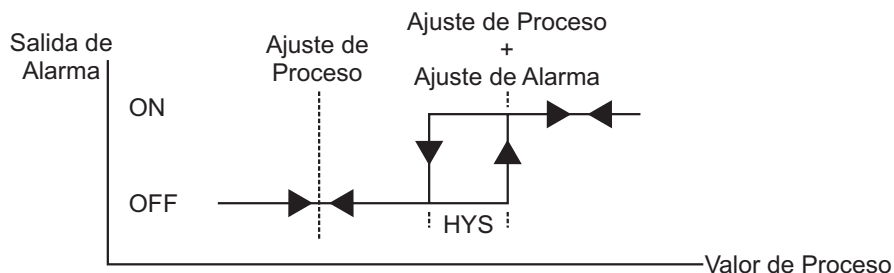 Salida de
Alarma
Ajuste de
Proceso
Ajuste de Proceso
+
Ajuste de Alarma
ON
OFF
HYS
Valor de Proceso